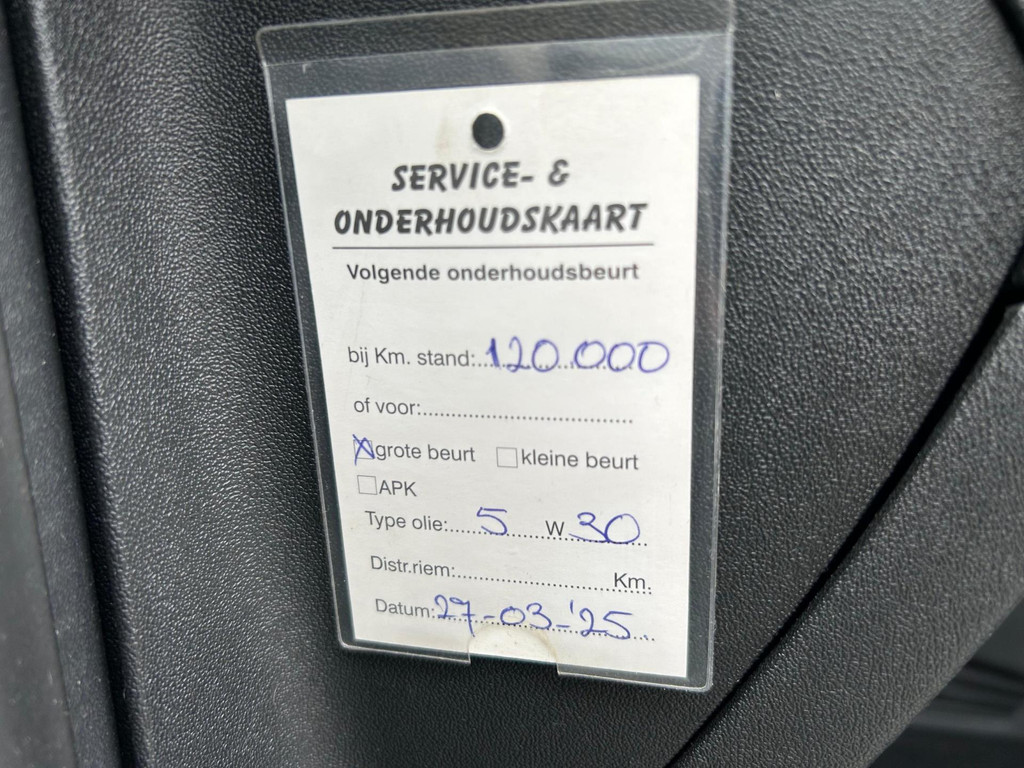 SERVICE- &
ONDERHOUDSKAART
Volgende onderhoudsbeurt
bij Km. stand:..120.000
of voor:..........................................
☒grote beurt ☐kleine beurt
☐APK
Type olie:.....5......W.30..
Distr.riem:..............................Km.
Datum:27-03-'25...